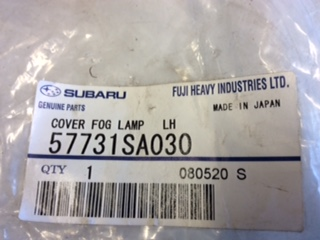 SUBARU
FUJI HEAVY INDUSTRIES LTD.
GENUINE PARTS
MADE IN JAPAN
COVER FOG LAMP LH
57731SA030
QTY 1 080520 S